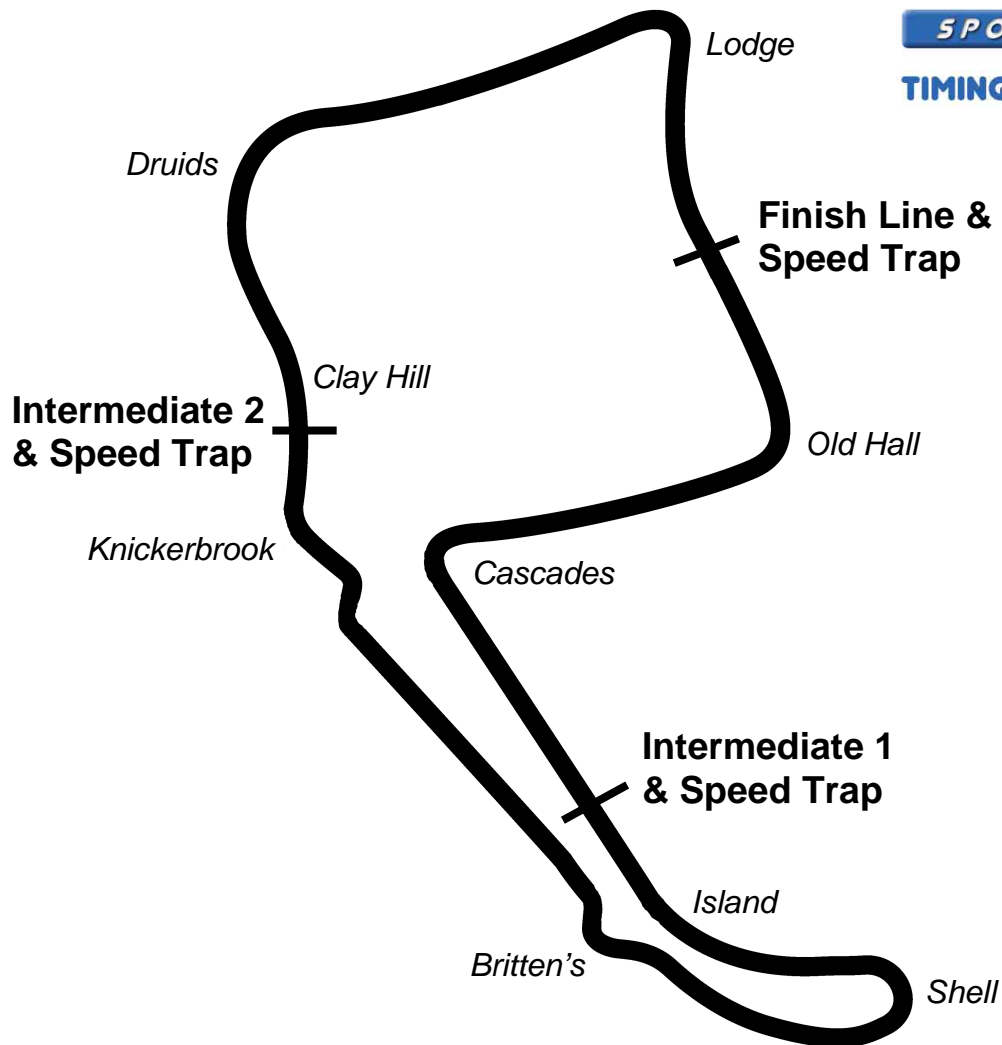 SPO
TIMING
Lodge
Druids
Finish Line &
Speed Trap
Clay Hill
Intermediate 2
& Speed Trap
Old Hall
Knickerbrook
Cascades
Intermediate 1
& Speed Trap
Island
Britten's
Shell